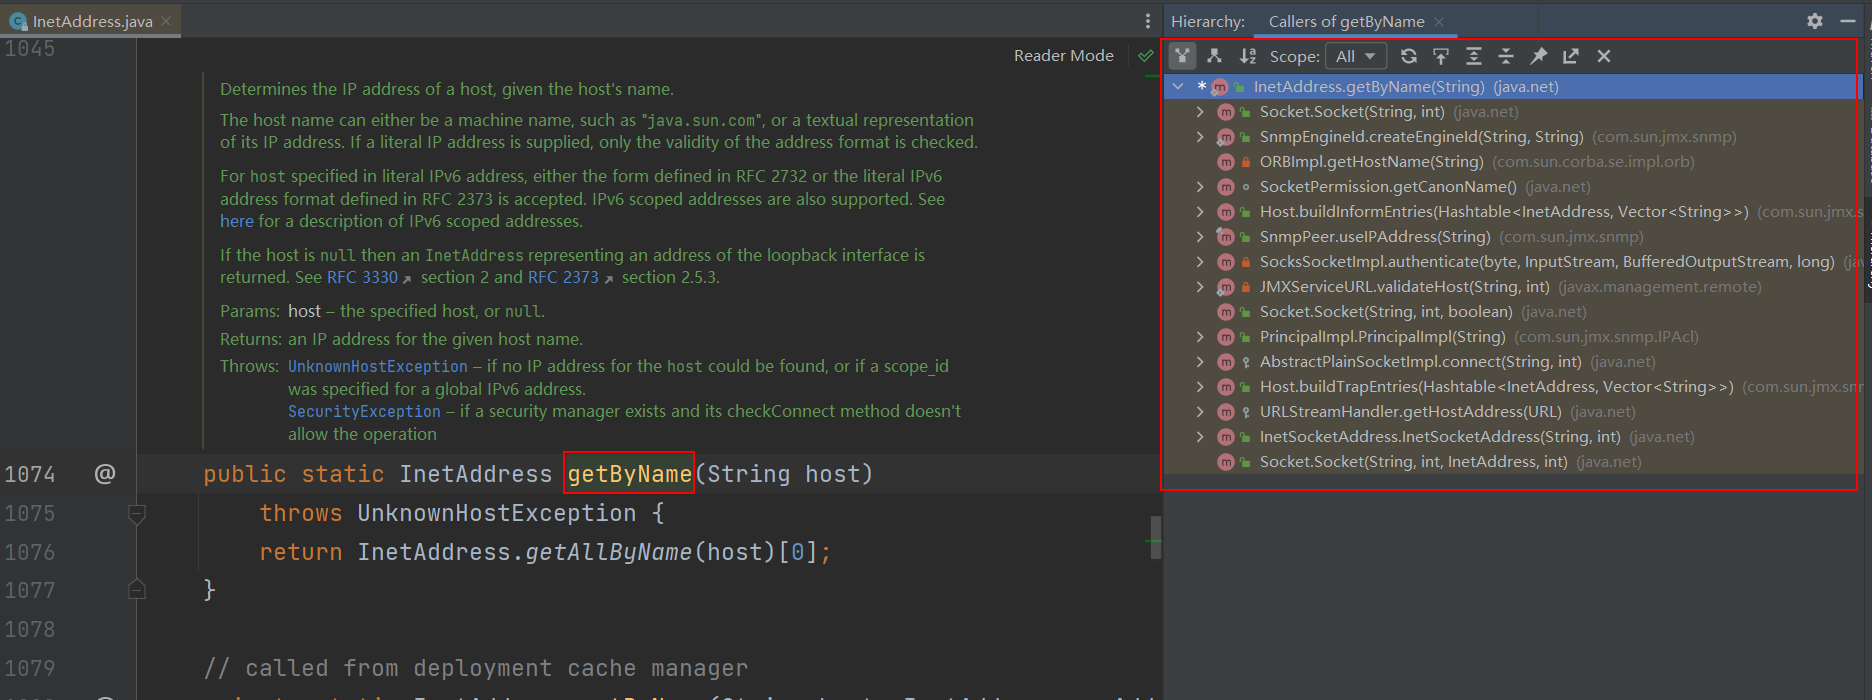 InetAddress.java
1045
Reader Mode
Determines the IP address of a host, given the host's name.
The host name can either be a machine name, such as "java.sun.com", or a textual representation
of its IP address. If a literal IP address is supplied, only the validity of the address format is checked.
For host specified in literal IPv6 address, either the form defined in RFC 2732 or the literal IPv6
address format defined in RFC 2373 is accepted. IPv6 scoped addresses are also supported. See
here for a description of IPv6 scoped addresses.
If the host is null then an InetAddress representing an address of the loopback interface is
returned. See RFC 3330 section 2 and RFC 2373 section 2.5.3.
Params: host – the specified host, or null.
Returns: an IP address for the given host name.
Throws: UnknownHostException – if no IP address for the host could be found, or if a scope_id
was specified for a global IPv6 address.
SecurityException – if a security manager exists and its checkConnect method doesn't
allow the operation
1074 @ public static InetAddress getByName(String host)
1075 throws UnknownHostException {
1076 return InetAddress.getAllByName(host)[0];
1077 }
1078
1079 // called from deployment cache manager
Hierarchy: Callers of getByName
Scope: All
* InetAddress.getByName(String) (java.net)
Socket.Socket(String, int) (java.net)
SnmpEngineId.createEngineId(String, String) (com.sun.jmx.snmp)
ORBImpl.getHostName(String) (com.sun.corba.se.impl.orb)
SocketPermission.getCanonName() (java.net)
Host.buildInformEntries(Hashtable<InetAddress, Vector<String>>) (com.sun.jmx.s
SnmpPeer.useIPAddress(String) (com.sun.jmx.snmp)
SocksSocketImpl.authenticate(byte, InputStream, BufferedOutputStream, long) (jav
JMXServiceURL.validateHost(String, int) (javax.management.remote)
Socket.Socket(String, int, boolean) (java.net)
PrincipalImpl.PrincipalImpl(String) (com.sun.jmx.snmp.IPAcl)
AbstractPlainSocketImpl.connect(String, int) (java.net)
Host.buildTrapEntries(Hashtable<InetAddress, Vector<String>>) (com.sun.jmx.snm
URLStreamHandler.getHostAddress(URL) (java.net)
InetSocketAddress.InetSocketAddress(String, int) (java.net)
Socket.Socket(String, int, InetAddress, int) (java.net)